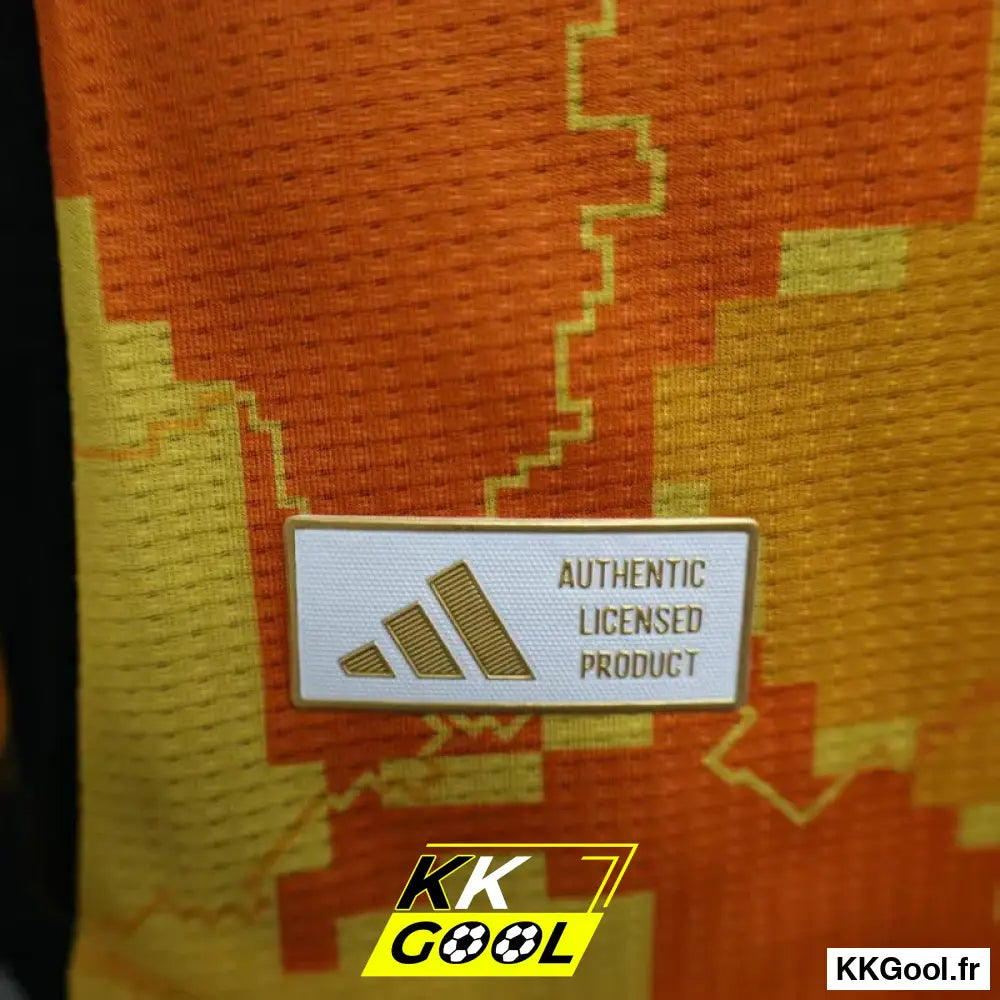 AUTHENTIC
LICENSED
PRODUCT
KK
GOOL
KKGool.fr